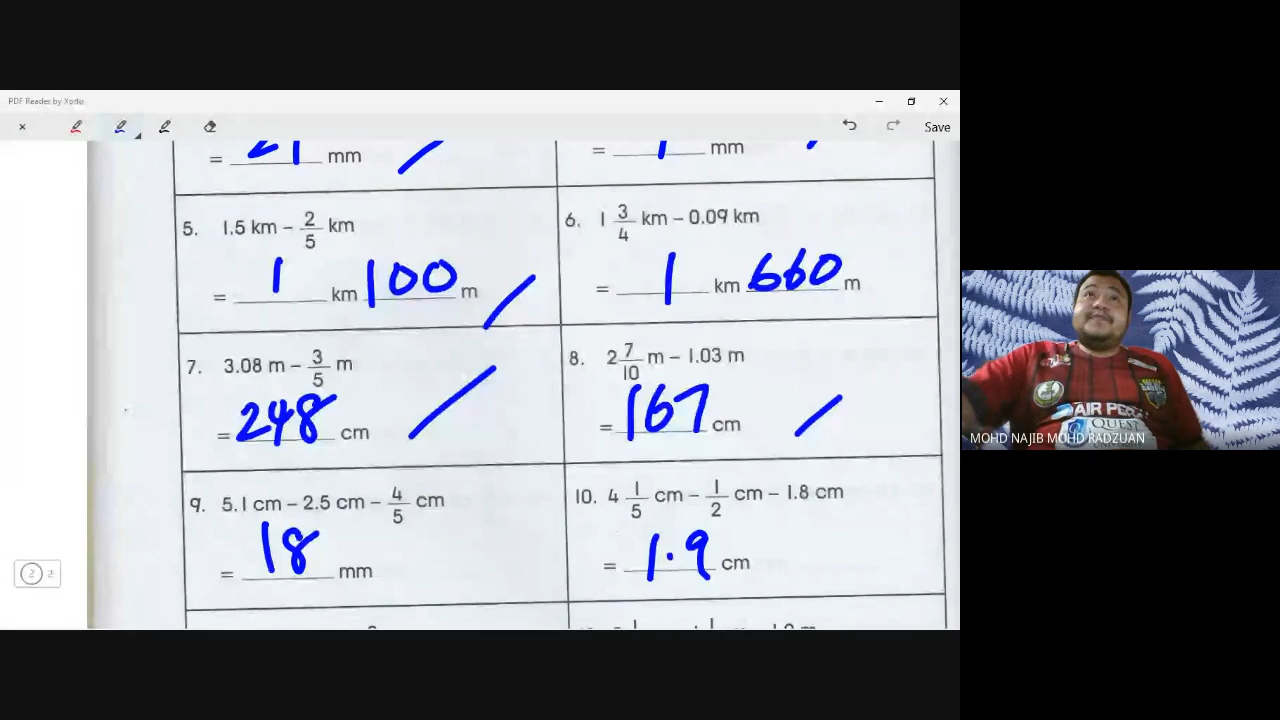 PDF Reader by Xodo
Save
= 21 mm
= 1 mm
5. 1.5 km – 2/5 km
= 1 km 100 m
6. 1 3/4 km – 0.09 km
= 1 km 660 m
7. 3.08 m – 3/5 m
= 248 cm
8. 2 7/10 m – 1.03 m
= 167 cm
9. 5.1 cm – 2.5 cm – 4/5 cm
= 18 mm
10. 4 1/5 cm – 1/2 cm – 1.8 cm
= 1.9 cm
2 2
AIR PE
QUEST
MOHD NAJIB MOHD RADZUAN